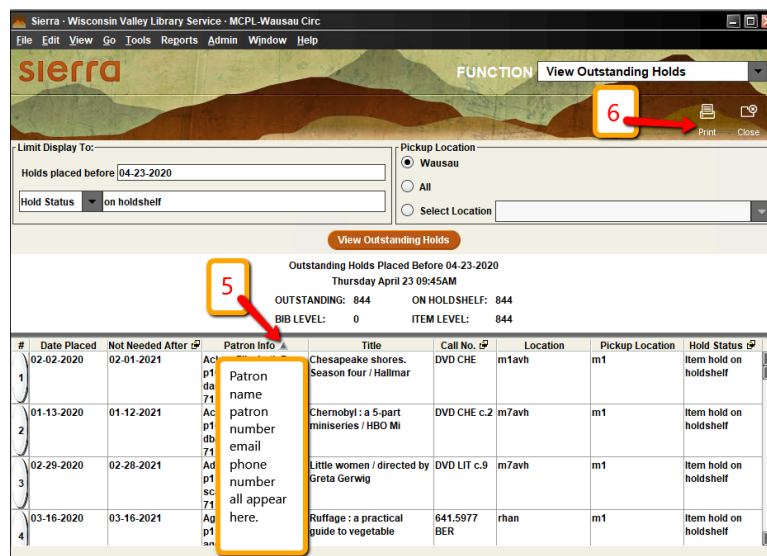 Sierra · Wisconsin Valley Library Service · MCPL-Wausau Circ
File Edit View Go Tools Reports Admin Window Help
sierra
FUNCTION View Outstanding Holds
6
Print Close
Limit Display To:
Holds placed before 04-23-2020
Hold Status on holdshelf
Pickup Location
Wausau
All
Select Location
View Outstanding Holds
Outstanding Holds Placed Before 04-23-2020
Thursday April 23 09:45AM
OUTSTANDING: 844 ON HOLDSHELF: 844
BIB LEVEL: 0 ITEM LEVEL: 844
5
# Date Placed Not Needed After Patron Info Title Call No. Location Pickup Location Hold Status
1 02-02-2020 02-01-2021 Chesapeake shores. Season four / Hallmar DVD CHE m1avh m1 Item hold on holdshelf
2 01-13-2020 01-12-2021 Chernobyl : a 5-part miniseries / HBO Mi DVD CHE c.2 m7avh m1 Item hold on holdshelf
3 02-29-2020 02-28-2021 Little women / directed by Greta Gerwig DVD LIT c.9 m7avh m1 Item hold on holdshelf
4 03-16-2020 03-16-2021 Ruffage : a practical guide to vegetable 641.5977 BER rhan m1 Item hold on holdshelf
Patron
name
patron
number
email
phone
number
all appear
here.